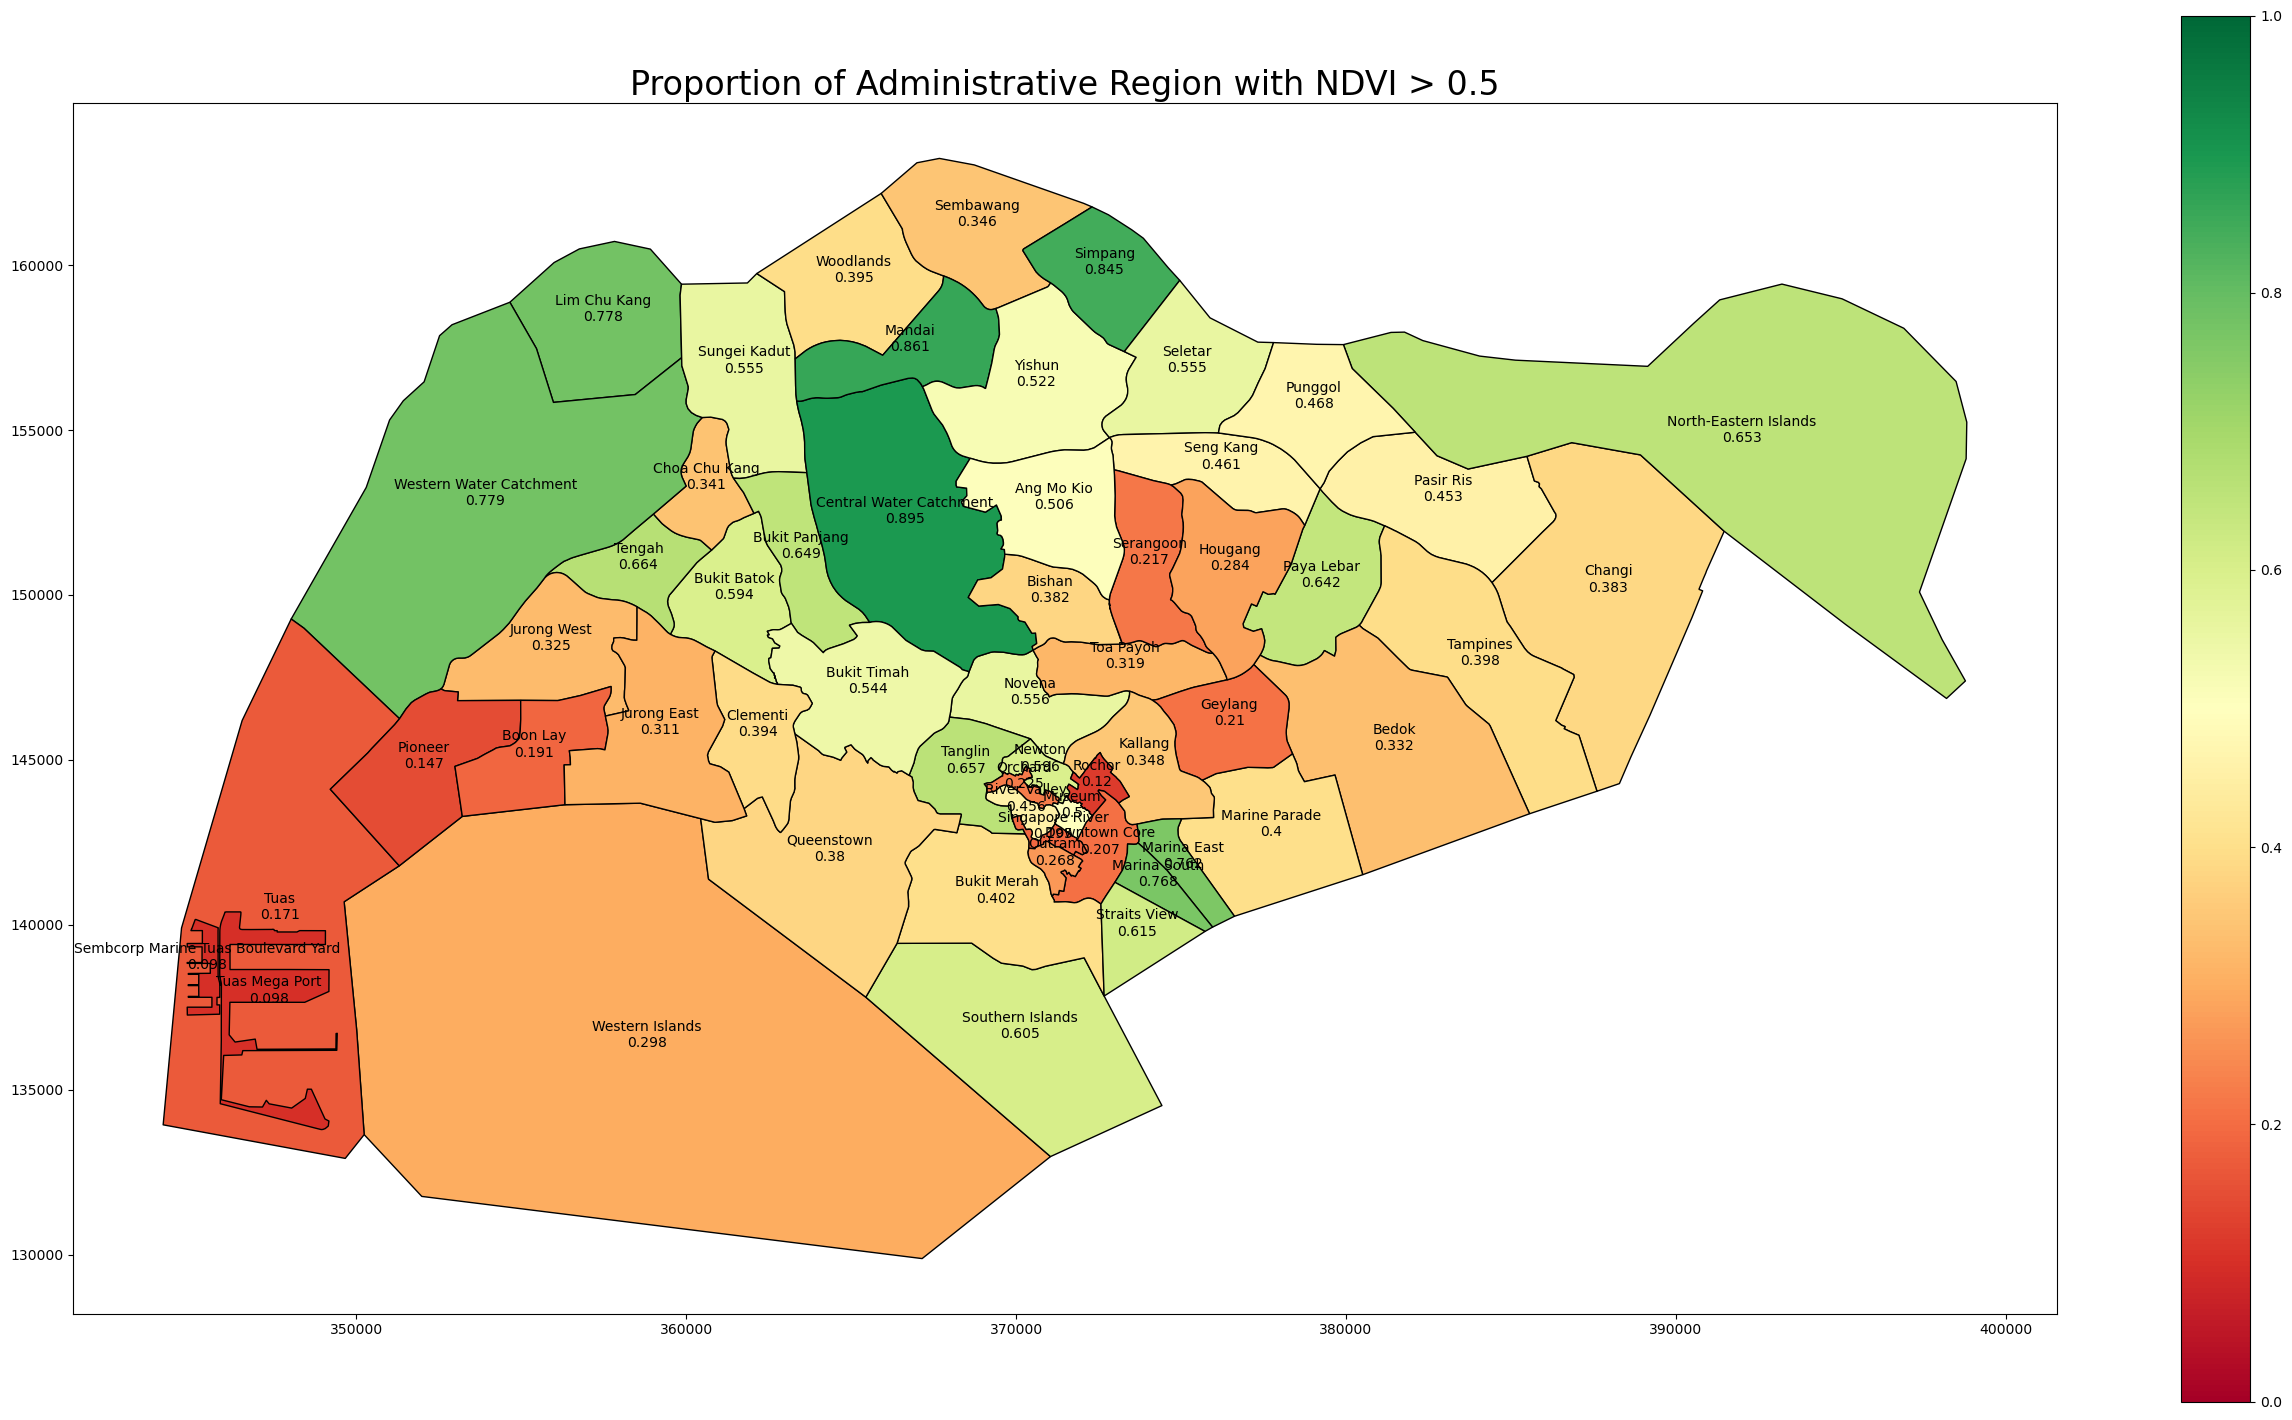 Proportion of Administrative Region with NDVI > 0.5
1.0
0.8
0.6
0.4
0.2
0.0
160000
155000
150000
145000
140000
135000
130000
350000
360000
370000
380000
390000
400000
Sembawang
0.346
Simpang
0.845
Woodlands
0.395
Lim Chu Kang
0.778
Mandai
0.861
Sungei Kadut
0.555
Yishun
0.522
Seletar
0.555
Punggol
0.468
North-Eastern Islands
0.653
Seng Kang
0.461
Choa Chu Kang
0.341
Pasir Ris
0.453
Western Water Catchment
0.779
Ang Mo Kio
0.506
Central Water Catchment
0.895
Bukit Panjang
0.649
Serangoon
0.217
Tengah
0.664
Hougang
0.284
Paya Lebar
0.642
Changi
0.383
Bukit Batok
0.594
Bishan
0.382
Jurong West
0.325
Toa Payoh
0.319
Tampines
0.398
Bukit Timah
0.544
Novena
0.556
Geylang
0.21
Jurong East
0.311
Clementi
0.394
Bedok
0.332
Boon Lay
0.191
Pioneer
0.147
Kallang
0.348
Tanglin
0.657
Newton
0.596
Orchard
0.225
Rochor
0.12
River Valley
0.456
Museum
0.5
Singapore River
Downtown Core
0.207
Outram
0.268
Marine Parade
0.4
Queenstown
0.38
Marina East
Marina South
0.768
Bukit Merah
0.402
Straits View
0.615
Tuas
0.171
Sembcorp Marine Tuas Boulevard Yard
0.098
Tuas Mega Port
0.098
Western Islands
0.298
Southern Islands
0.605